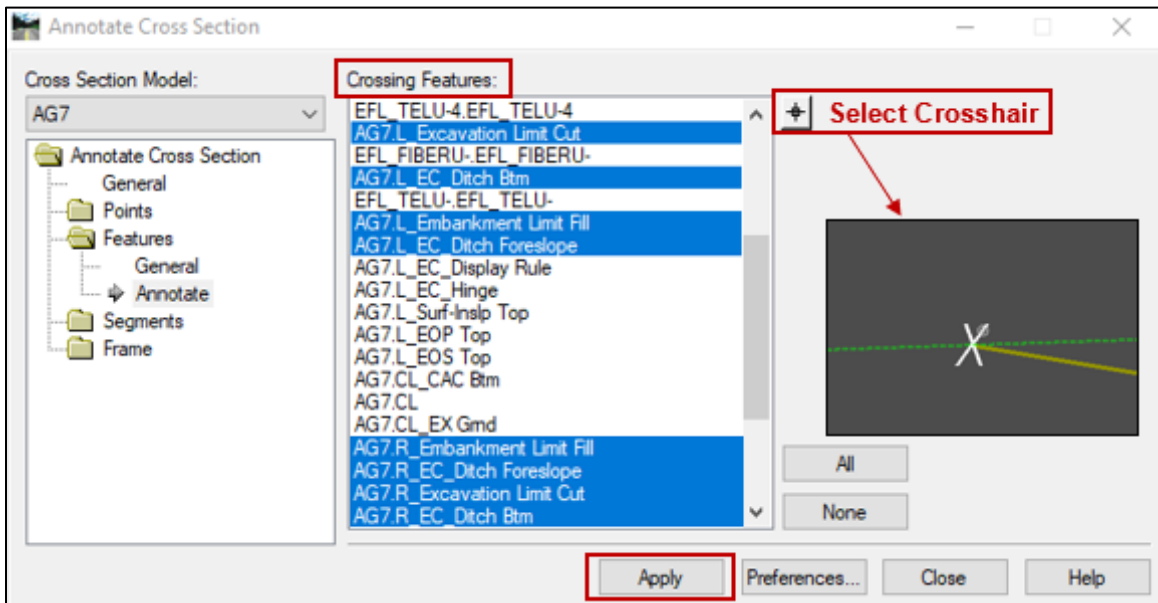 Annotate Cross Section
Cross Section Model:
AG7
Annotate Cross Section
General
Points
Features
General
Annotate
Segments
Frame
Crossing Features:
EFL_TELU-4.EFL_TELU-4
AG7.L_Excavation Limit Cut
EFL_FIBERU-.EFL_FIBERU-
AG7.L_EC_Ditch Btm
EFL_TELU-.EFL_TELU-
AG7.L_Embankment Limit Fill
AG7.L_EC_Ditch Foreslope
AG7.L_EC_Display Rule
AG7.L_EC_Hinge
AG7.L_Surf-Inslp Top
AG7.L_EOP Top
AG7.L_EOS Top
AG7.CL_CAC Btm
AG7.CL
AG7.CL_EX Grnd
AG7.R_Embankment Limit Fill
AG7.R_EC_Ditch Foreslope
AG7.R_Excavation Limit Cut
AG7.R_EC_Ditch Btm
Select Crosshair
X
All
None
Apply
Preferences...
Close
Help